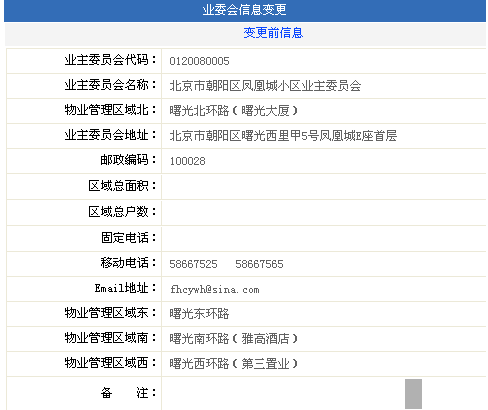 业委会信息变更
变更前信息
业主委员会代码： 0120080005
业主委员会名称： 北京市朝阳区凤凰城小区业主委员会
物业管理区域北： 曙光北环路（曙光大厦）
业主委员会地址： 北京市朝阳区曙光西里甲5号凤凰城E座首层
邮政编码： 100028
区域总面积：
区域总户数：
固定电话：
移动电话： 58667525 58667565
Email地址： fhcywh@sina.com
物业管理区域东： 曙光东环路
物业管理区域南： 曙光南环路（雅高酒店）
物业管理区域西： 曙光西环路（第三置业）
备 注：